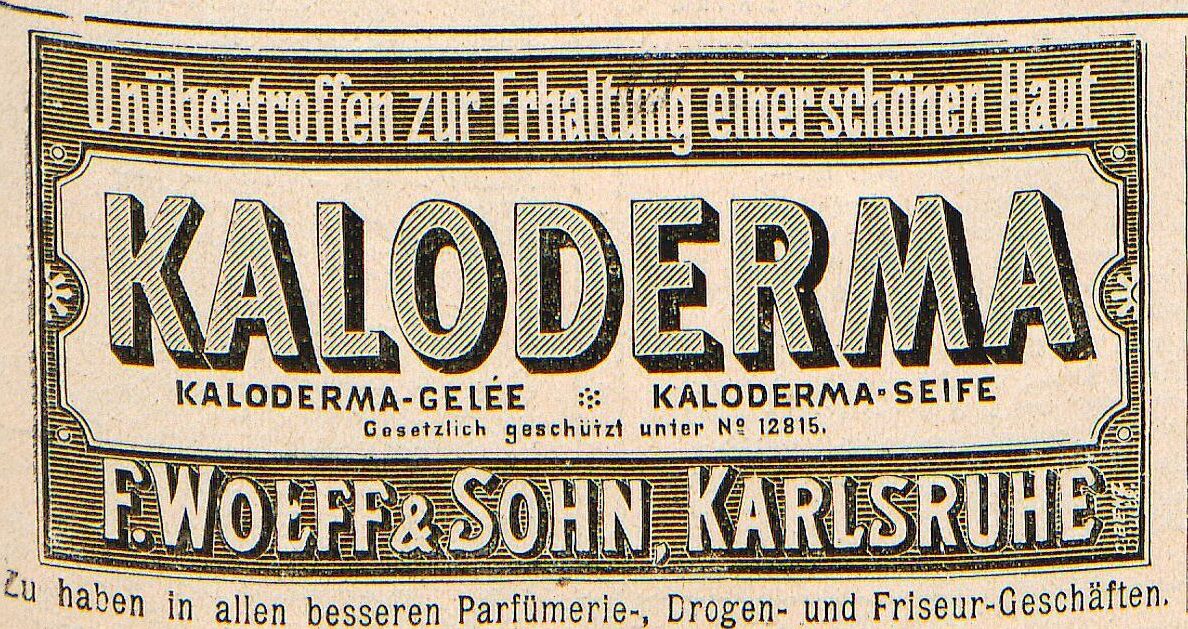 Unübertroffen zur Erhaltung einer schönen Haut
KALODERMA
KALODERMA-GELÉE KALODERMA-SEIFE
Gesetzlich geschützt unter Nº 12815.
F. WOLFF & SOHN, KARLSRUHE
Zu haben in allen besseren Parfümerie-, Drogen- und Friseur-Geschäften.